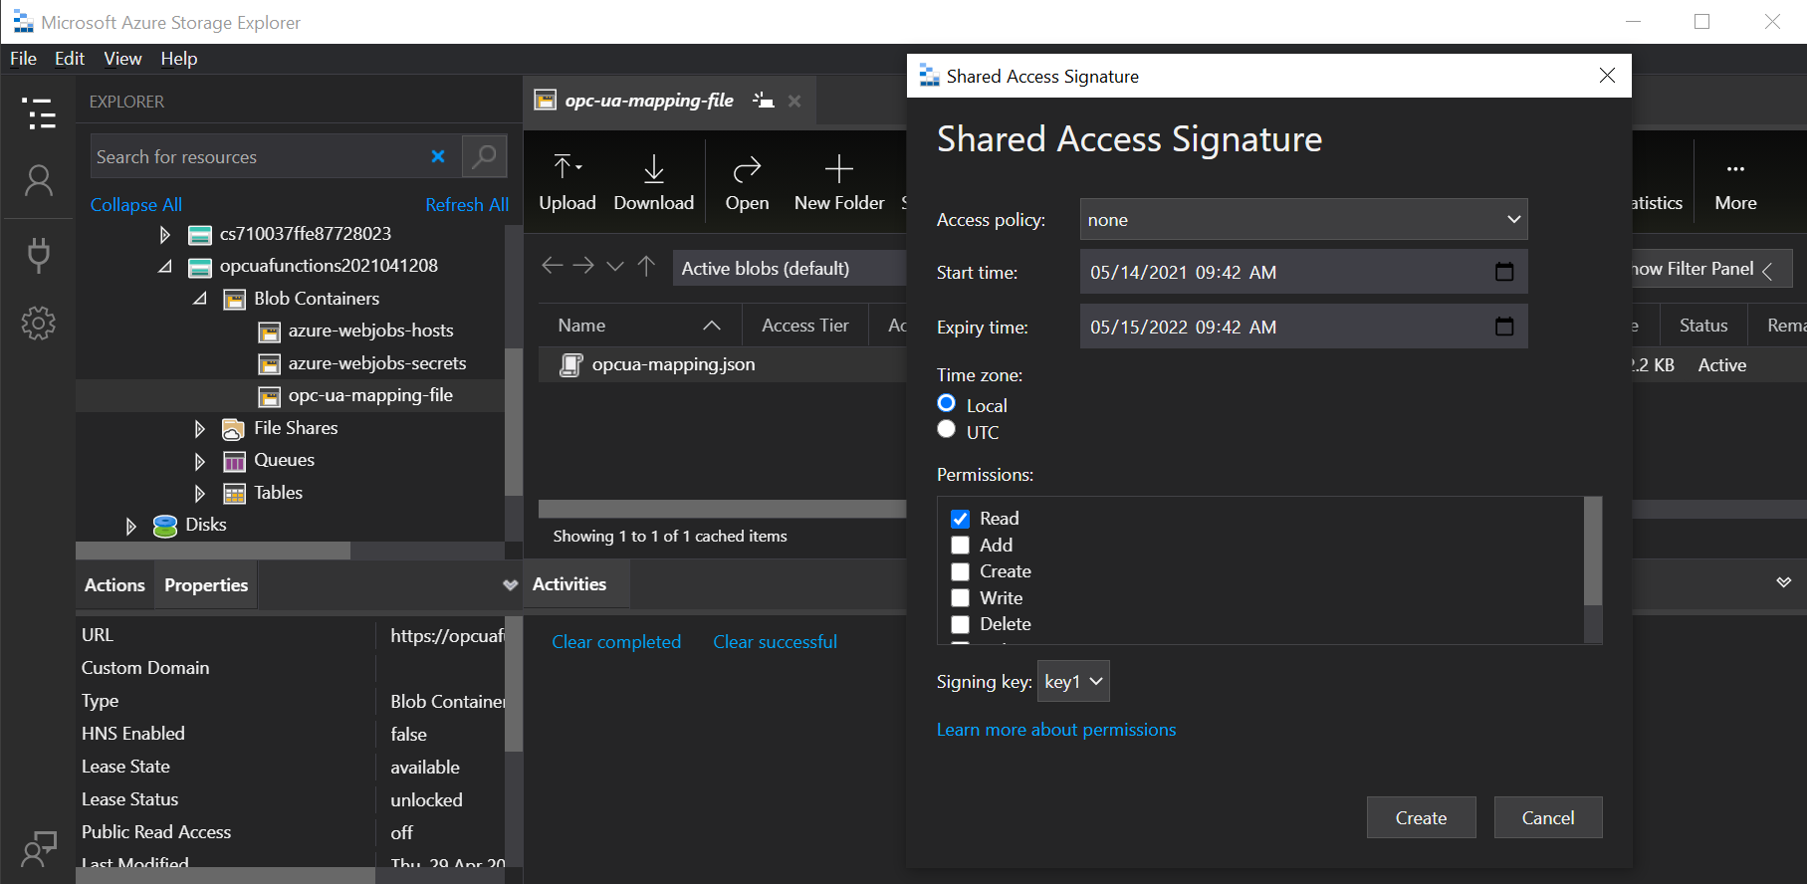 Microsoft Azure Storage Explorer
File Edit View Help
EXPLORER
Search for resources
Collapse All Refresh All
cs710037ffe87728023
opcuafunctions2021041208
Blob Containers
azure-webjobs-hosts
azure-webjobs-secrets
opc-ua-mapping-file
File Shares
Queues
Tables
Disks
Actions Properties
URL https://opcuaf
Custom Domain
Type Blob Container
HNS Enabled false
Lease State available
Lease Status unlocked
Public Read Access off
Last Modified Thu, 29 Apr 20
opc-ua-mapping-file
Upload Download Open New Folder S
atistics More
Active blobs (default)
how Filter Panel
Name Access Tier Ac
e Status Rema
opcua-mapping.json
2.2 KB Active
Showing 1 to 1 of 1 cached items
Activities
Clear completed Clear successful
Shared Access Signature
Shared Access Signature
Access policy: none
Start time: 05/14/2021 09:42 AM
Expiry time: 05/15/2022 09:42 AM
Time zone:
Local
UTC
Permissions:
Read
Add
Create
Write
Delete
Signing key: key1
Learn more about permissions
Create Cancel